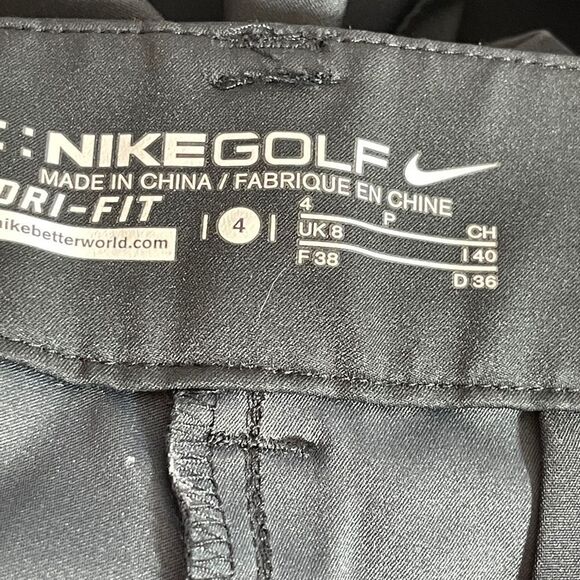 NIKEGOLF
MADE IN CHINA / FABRIQUE EN CHINE
DRI-FIT
nikebetterworld.com
4
4 P CH
UK 8 I 40
F 38 D 36